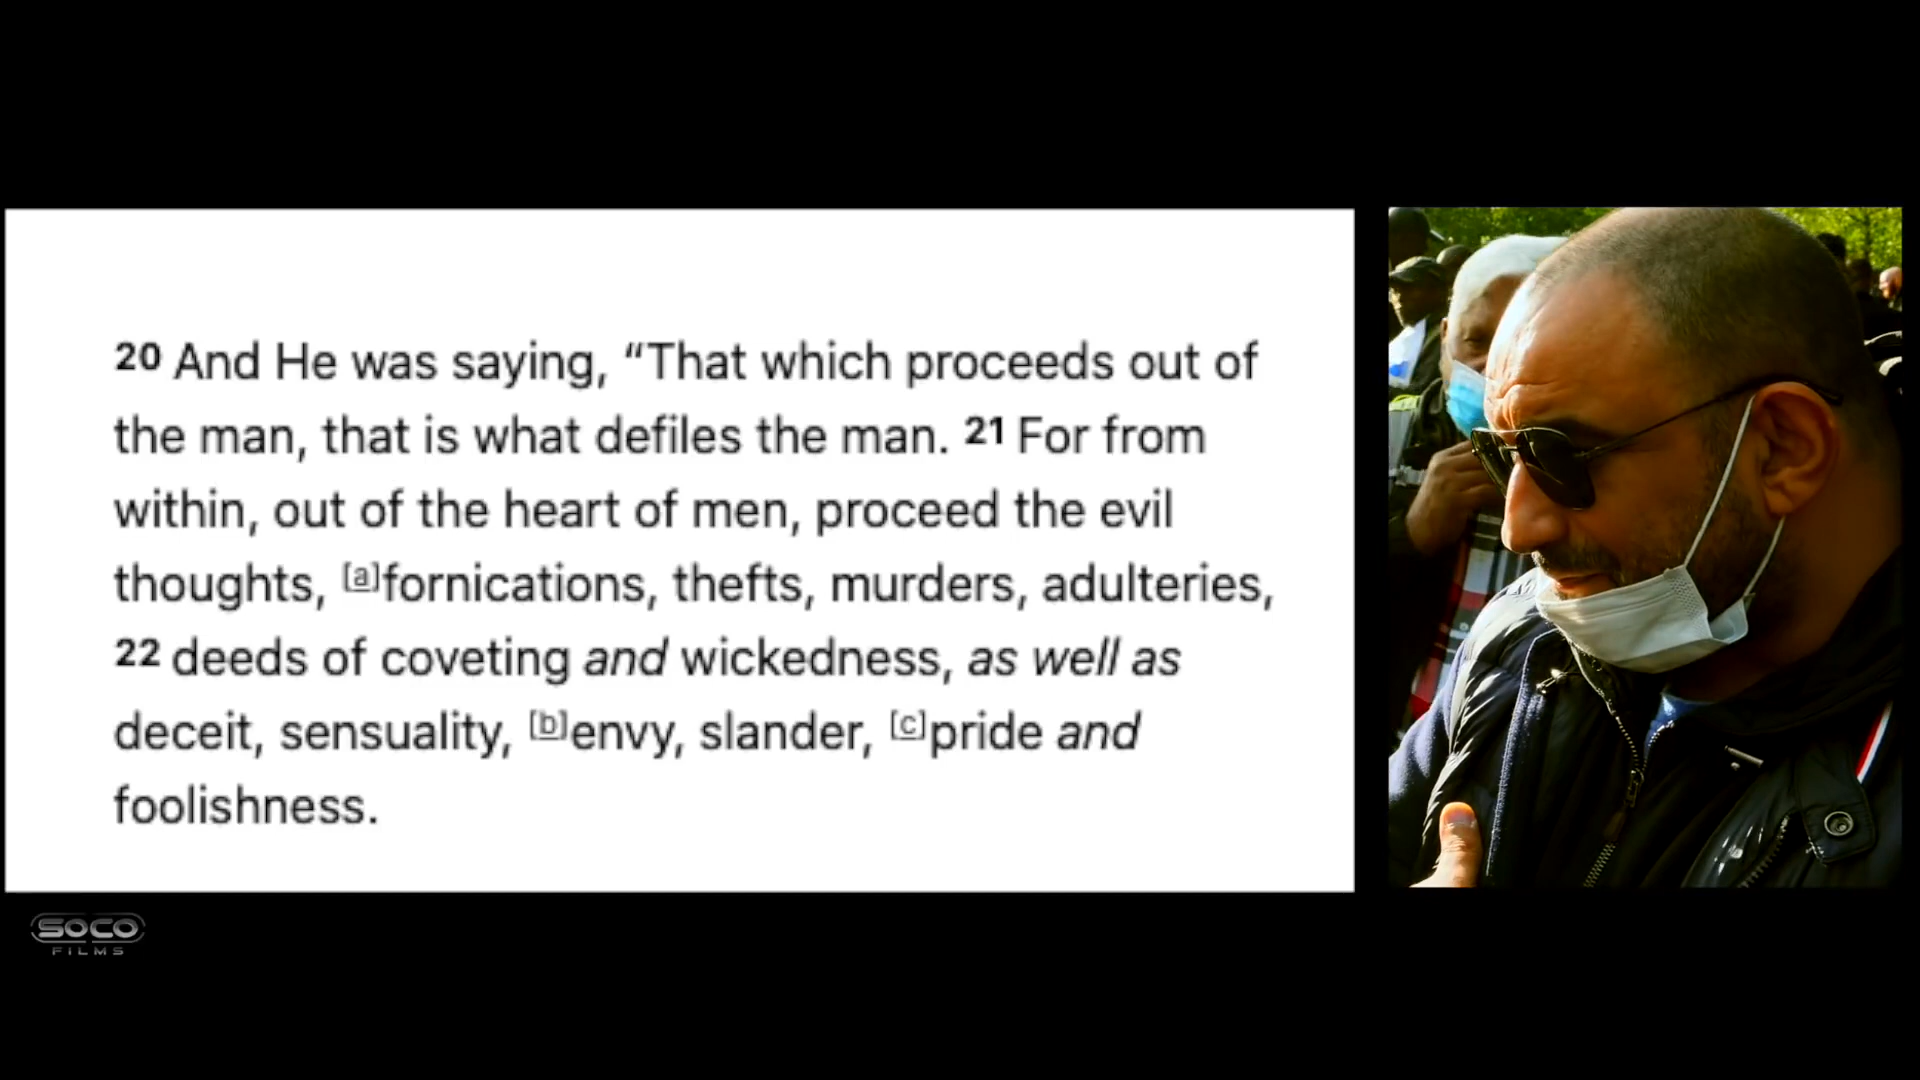 20 And He was saying, “That which proceeds out of
the man, that is what defiles the man. 21 For from
within, out of the heart of men, proceed the evil
thoughts, [a]fornications, thefts, murders, adulteries,
22 deeds of coveting and wickedness, as well as
deceit, sensuality, [b]envy, slander, [c]pride and
foolishness.
SOCO
FILMS